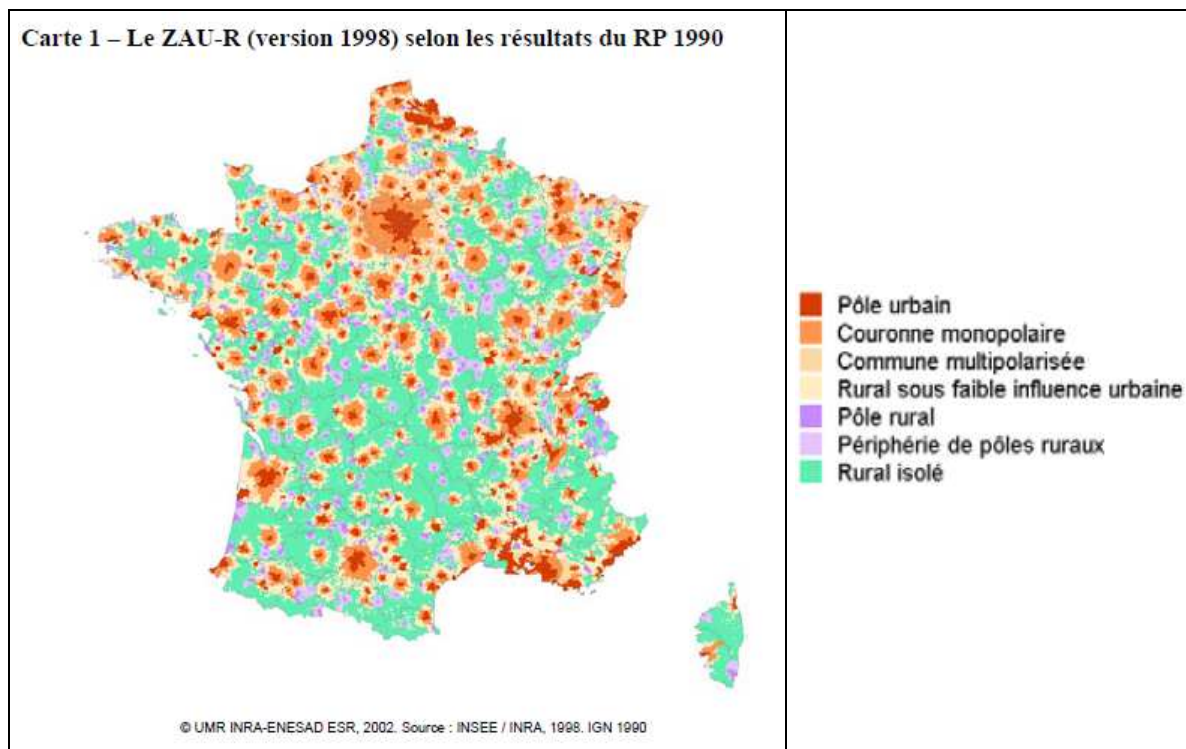 Carte 1 – Le ZAU-R (version 1998) selon les résultats du RP 1990
Pôle urbain
Couronne monopolaire
Commune multipolarisée
Rural sous faible influence urbaine
Pôle rural
Périphérie de pôles ruraux
Rural isolé
© UMR INRA-ENESAD ESR, 2002. Source : INSEE / INRA, 1998. IGN 1990